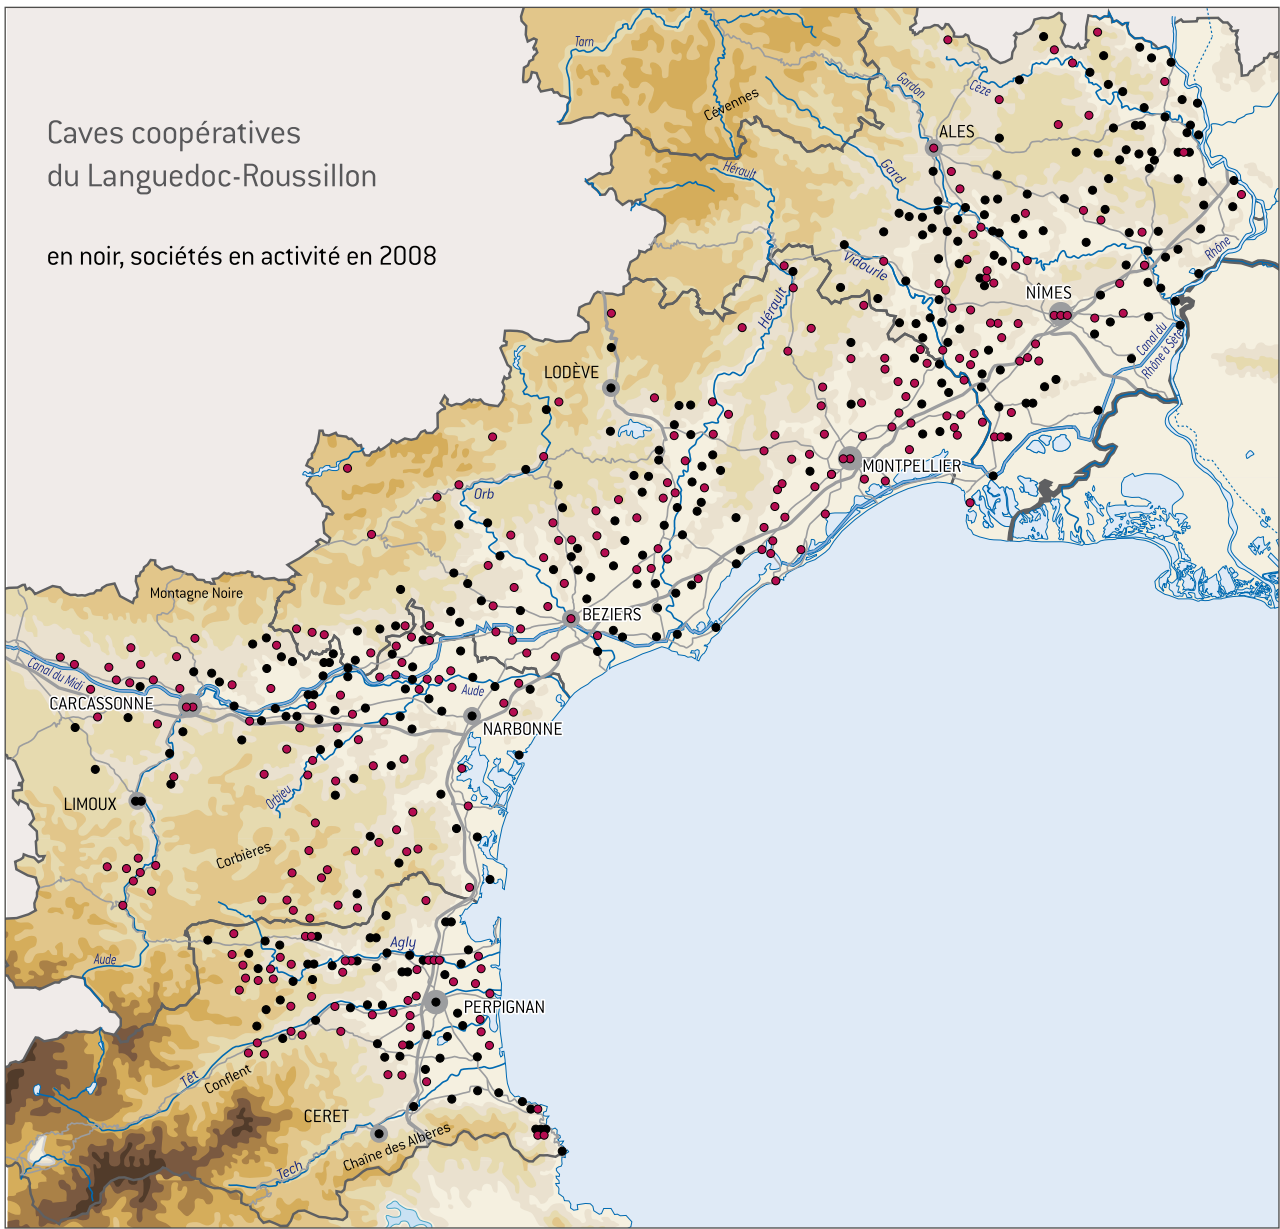 Caves coopératives
du Languedoc-Roussillon
en noir, sociétés en activité en 2008
Tarn
Cévennes
Gardon
Cèze
ALES
Hérault
Gard
Vidourle
Rhône
NÎMES
Hérault
Canal du
Rhône à Sète
LODÈVE
MONTPELLIER
Orb
Montagne Noire
BEZIERS
Canal du Midi
Aude
CARCASSONNE
NARBONNE
Orbieu
LIMOUX
Corbières
Agly
Aude
PERPIGNAN
Têt
Conflent
CERET
Chaîne des Albères
Tech